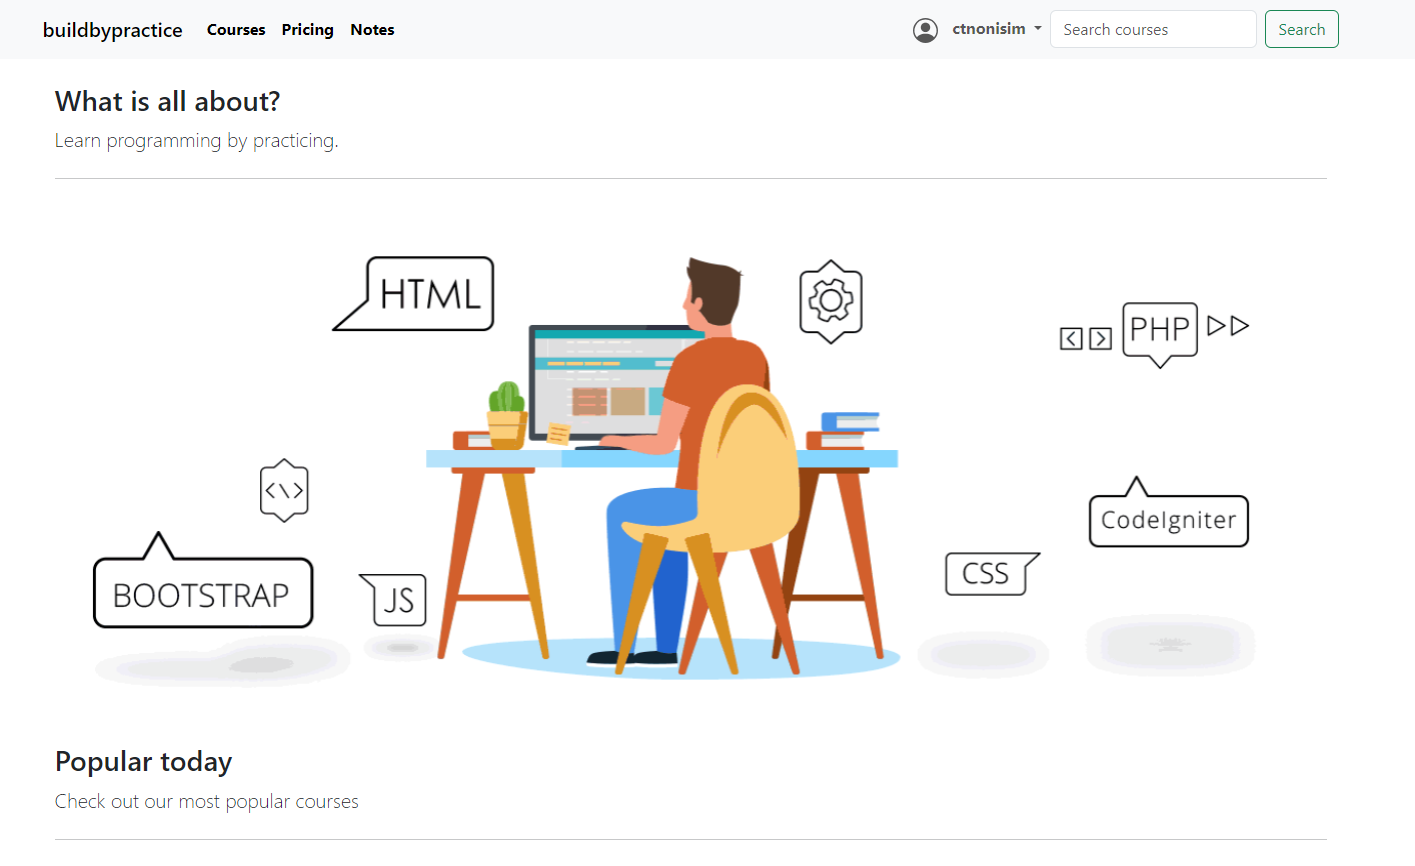 buildbypractice Courses Pricing Notes ctnonisim Search courses Search
What is all about?
Learn programming by practicing.
HTML
PHP
<\>
CodeIgniter
CSS
BOOTSTRAP
JS
Popular today
Check out our most popular courses